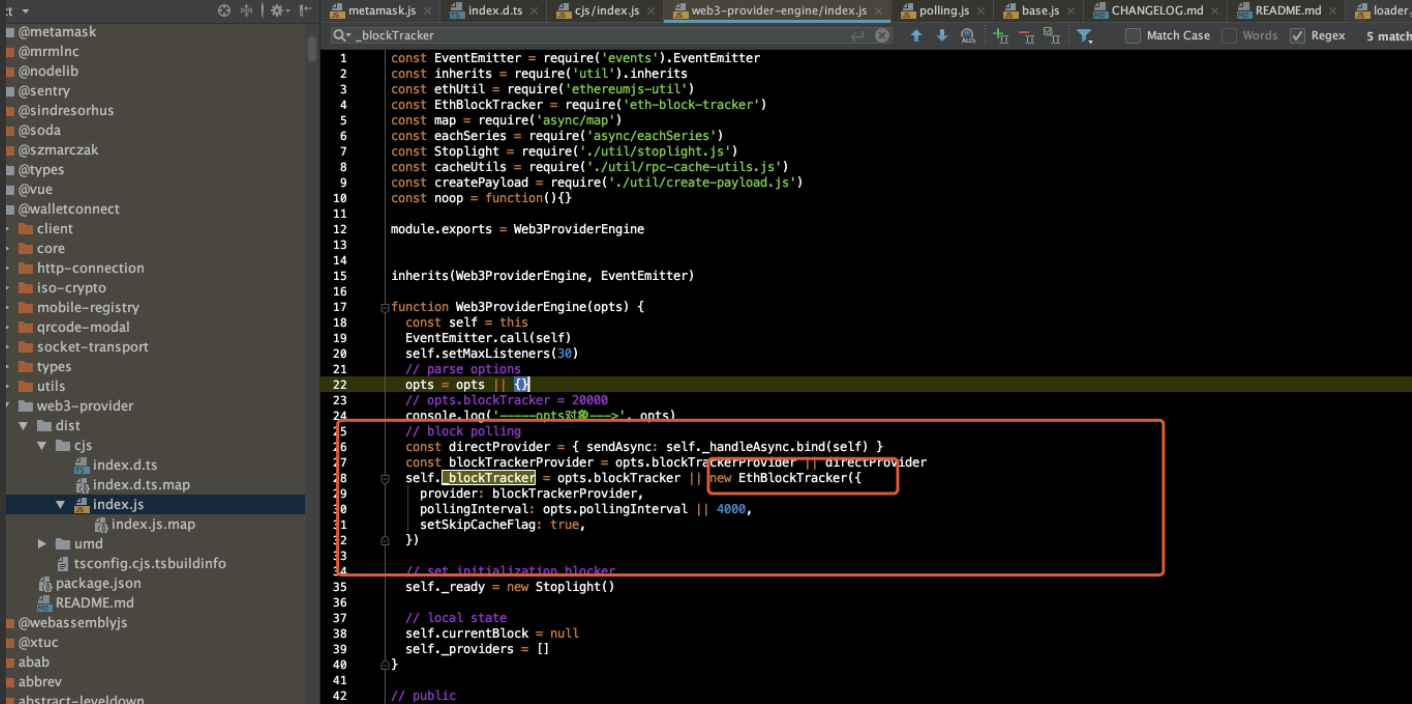 ct
metamask.js
index.d.ts
cjs/index.js
web3-provider-engine/index.js
polling.js
base.js
CHANGELOG.md
README.md
loader.
_blockTracker
Match Case
Words
Regex
5 match
@metamask
@mrmlnc
@nodelib
@sentry
@sindresorhus
@soda
@szmarczak
@types
@vue
@walletconnect
client
core
http-connection
iso-crypto
mobile-registry
qrcode-modal
socket-transport
types
utils
web3-provider
dist
cjs
index.d.ts
index.d.ts.map
index.js
index.js.map
umd
tsconfig.cjs.tsbuildinfo
package.json
README.md
@webassemblyjs
@xtuc
abab
abbrev
abstract-leveldown
1 const EventEmitter = require('events').EventEmitter
2 const inherits = require('util').inherits
3 const ethUtil = require('ethereumjs-util')
4 const EthBlockTracker = require('eth-block-tracker')
5 const map = require('async/map')
6 const eachSeries = require('async/eachSeries')
7 const Stoplight = require('./util/stoplight.js')
8 const cacheUtils = require('./util/rpc-cache-utils.js')
9 const createPayload = require('./util/create-payload.js')
10 const noop = function(){}
11
12 module.exports = Web3ProviderEngine
13
14
15 inherits(Web3ProviderEngine, EventEmitter)
16
17 function Web3ProviderEngine(opts) {
18 const self = this
19 EventEmitter.call(self)
20 self.setMaxListeners(30)
21 // parse options
22 opts = opts || {}
23 // opts.blockTracker = 20000
24 console.log('-----opts对象--->', opts)
25 // block polling
26 const directProvider = { sendAsync: self._handleAsync.bind(self) }
27 const blockTrackerProvider = opts.blockTrackerProvider || directProvider
28 self._blockTracker = opts.blockTracker || new EthBlockTracker({
29 provider: blockTrackerProvider,
30 pollingInterval: opts.pollingInterval || 4000,
31 setSkipCacheFlag: true,
32 })
33
34 // set initialization blocker
35 self._ready = new Stoplight()
36
37 // local state
38 self.currentBlock = null
39 self._providers = []
40 }
41
42 // public